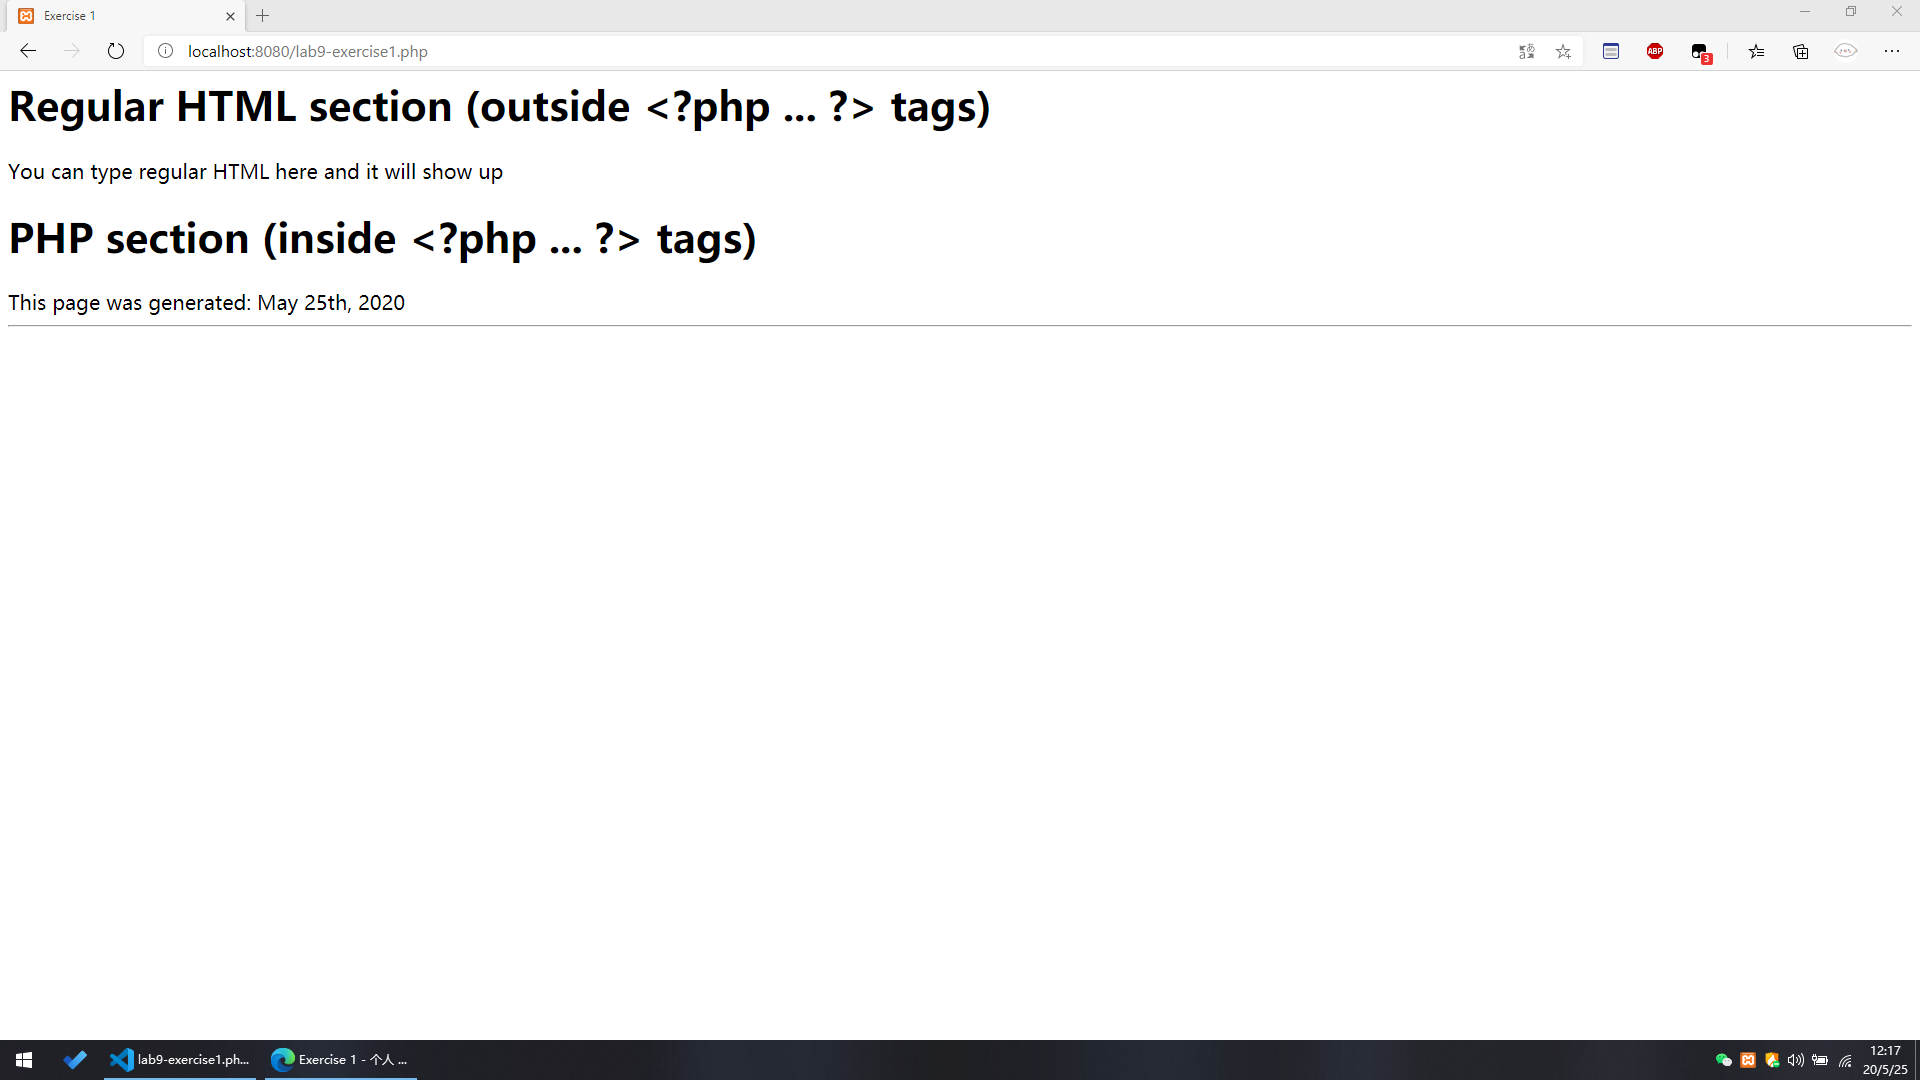 Exercise 1
localhost:8080/lab9-exercise1.php
ABP
3
Regular HTML section (outside <?php ... ?> tags)
You can type regular HTML here and it will show up
PHP section (inside <?php ... ?> tags)
This page was generated: May 25th, 2020
lab9-exercise1.ph...
Exercise 1 - 个人 ...
12:17
20/5/25